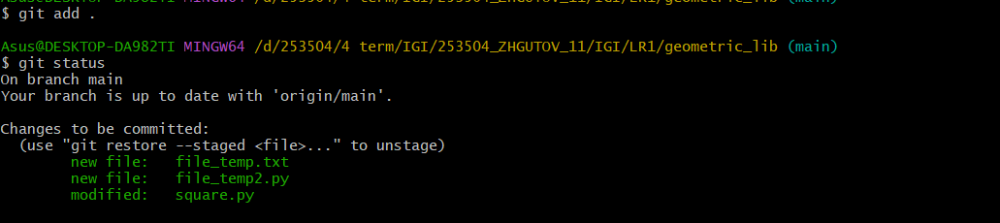 $ git add .
Asus@DESKTOP-DA982TI MINGW64 /d/253504/4 term/IGI/253504_ZHGUTOV_11/IGI/LR1/geometric_lib (main)
$ git status
On branch main
Your branch is up to date with 'origin/main'.
Changes to be committed:
(use "git restore --staged <file>..." to unstage)
new file:   file_temp.txt
new file:   file_temp2.py
modified:   square.py